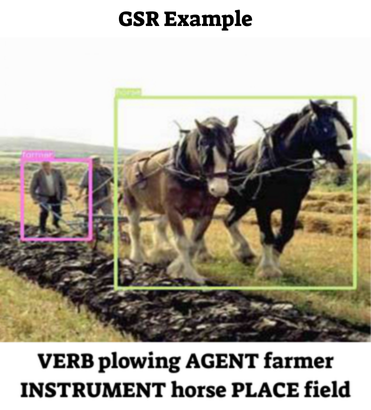 GSR Example
horse
farmer
VERB plowing AGENT farmer
INSTRUMENT horse PLACE field